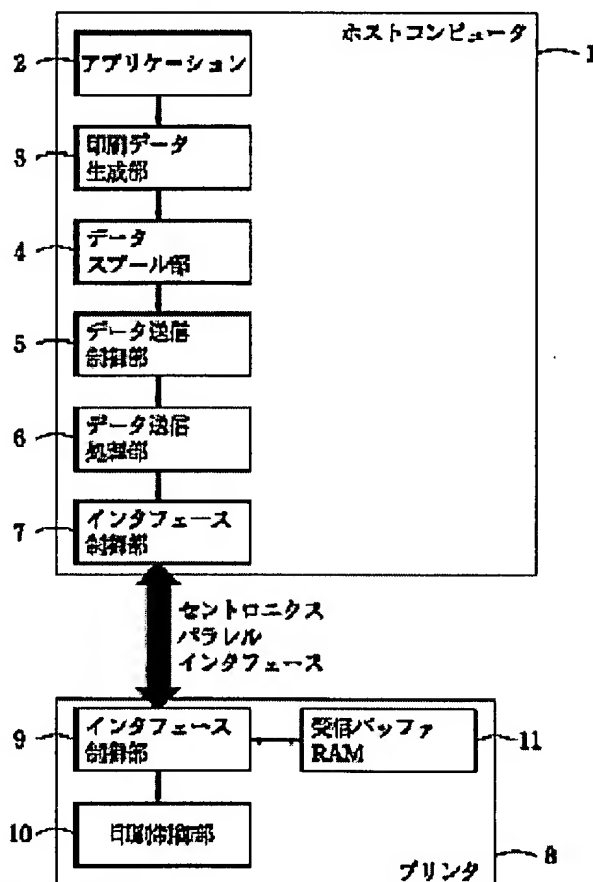 ホストコンピュータ
1
2
アプリケーション
3
印刷データ
生成部
4
データ
スプール部
5
データ送信
制御部
6
データ送信
処理部
7
インタフェース
制御部
セントロニクス
パラレル
インタフェース
9
インタフェース
制御部
受信バッファ
RAM
11
10
印刷制御部
8
プリンタ